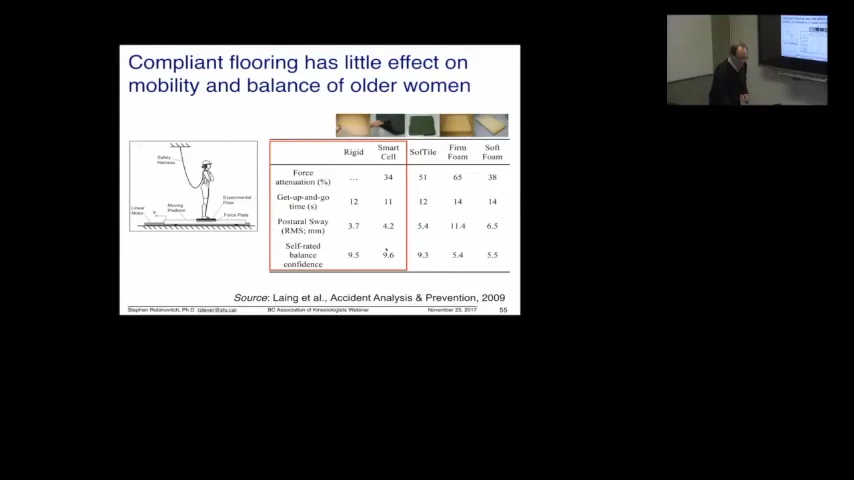 Compliant flooring has little effect on
mobility and balance of older women
Safety
Harness
Experimental
Floor
Linear
Motor
x
Moving
Platform
Force Plate
Rigid
Smart
Cell
SofTile
Firm
Foam
Soft
Foam
Force
attenuation (%)
... 34 51 65 38
Get-up-and-go
time (s)
12 11 12 14 14
Postural Sway
(RMS; mm)
3.7 4.2 5.4 11.4 6.5
Self-rated
balance
confidence
9.5 9.6 9.3 5.4 5.5
Source: Laing et al., Accident Analysis & Prevention, 2009
Stephen Robinovitch, Ph.D. (stever@sfu.ca) BC Association of Kinesiologists Webinar November 23, 2017 55